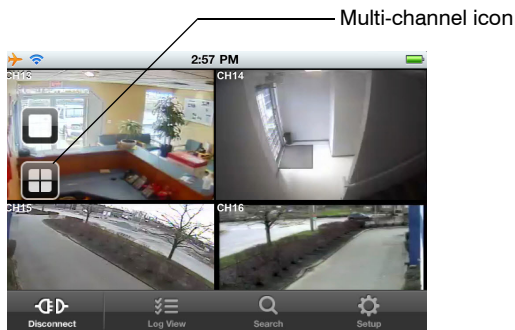 Multi-channel icon
2:57 PM
CH13
CH14
CH15
CH16
Disconnect
Log View
Search
Setup